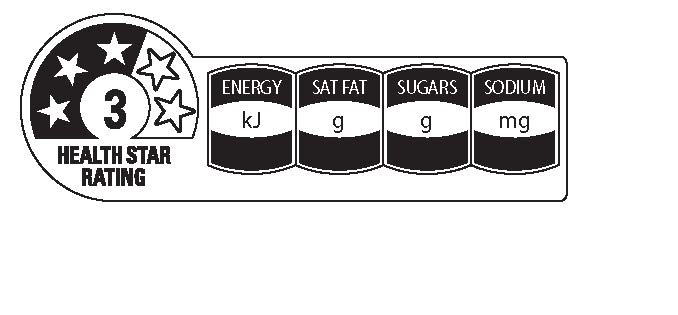 3
HEALTH STAR
RATING
ENERGY SAT FAT SUGARS SODIUM
kJ g g mg